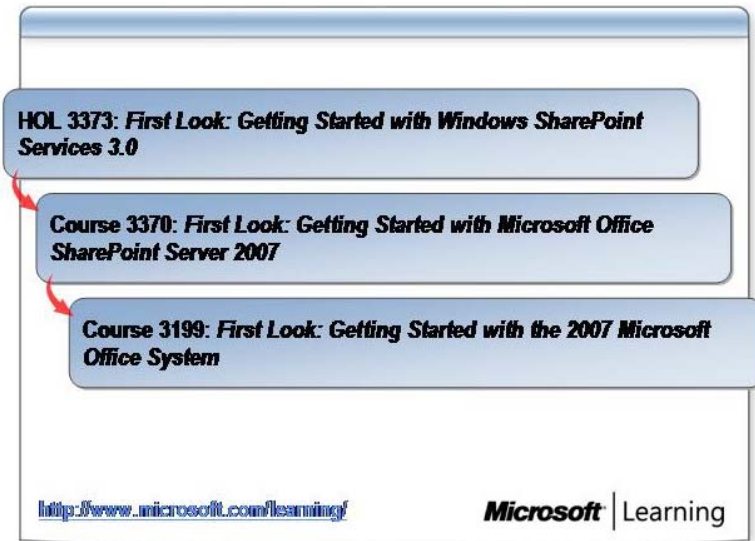 HOL 3373: First Look: Getting Started with Windows SharePoint
Services 3.0
Course 3370: First Look: Getting Started with Microsoft Office
SharePoint Server 2007
Course 3199: First Look: Getting Started with the 2007 Microsoft
Office System
http://www.microsoft.com/learning/
Microsoft | Learning